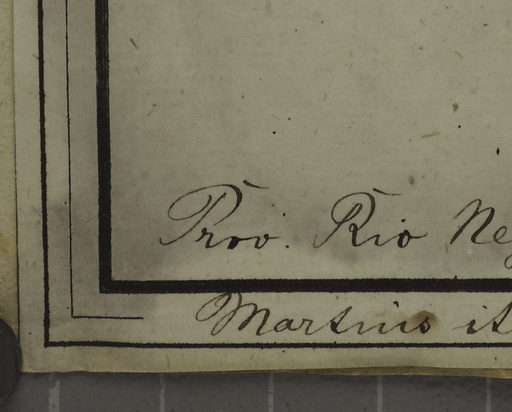 Prov. Rio Ne
Martius it